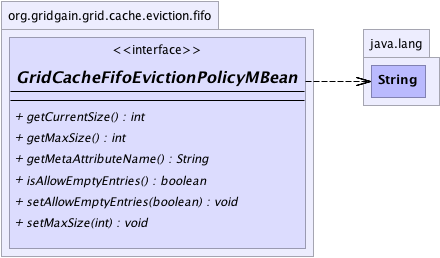 org.gridgain.grid.cache.eviction.fifo
<<interface>>
GridCacheFifoEvictionPolicyMBean
+ getCurrentSize() : int
+ getMaxSize() : int
+ getMetaAttributeName() : String
+ isAllowEmptyEntries() : boolean
+ setAllowEmptyEntries(boolean) : void
+ setMaxSize(int) : void
java.lang
String